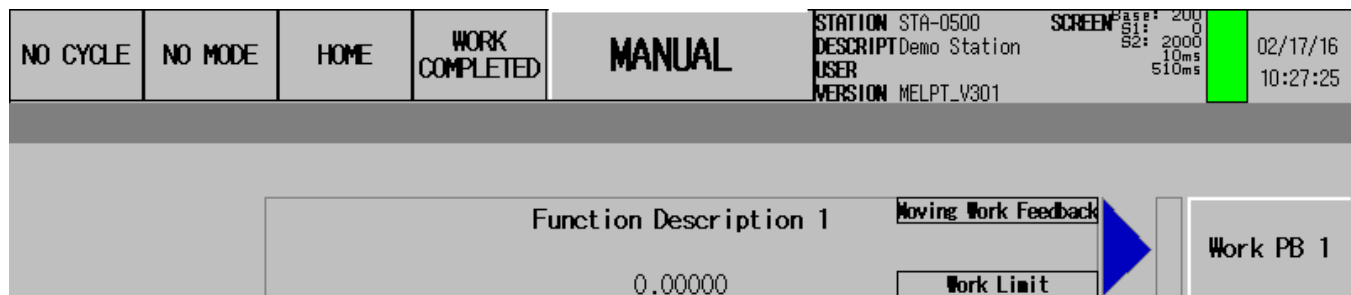 NO CYCLE
NO MODE
HOME
WORK
COMPLETED
MANUAL
STATION STA-0500
DESCRIPT Demo Station
USER
VERSION MELPT_V301
SCREEN
Base: 200
S1: 0
S2: 2000
10ms
510ms
02/17/16
10:27:25
Function Description 1
0.00000
Moving Work Feedback
Work Limit
Work PB 1